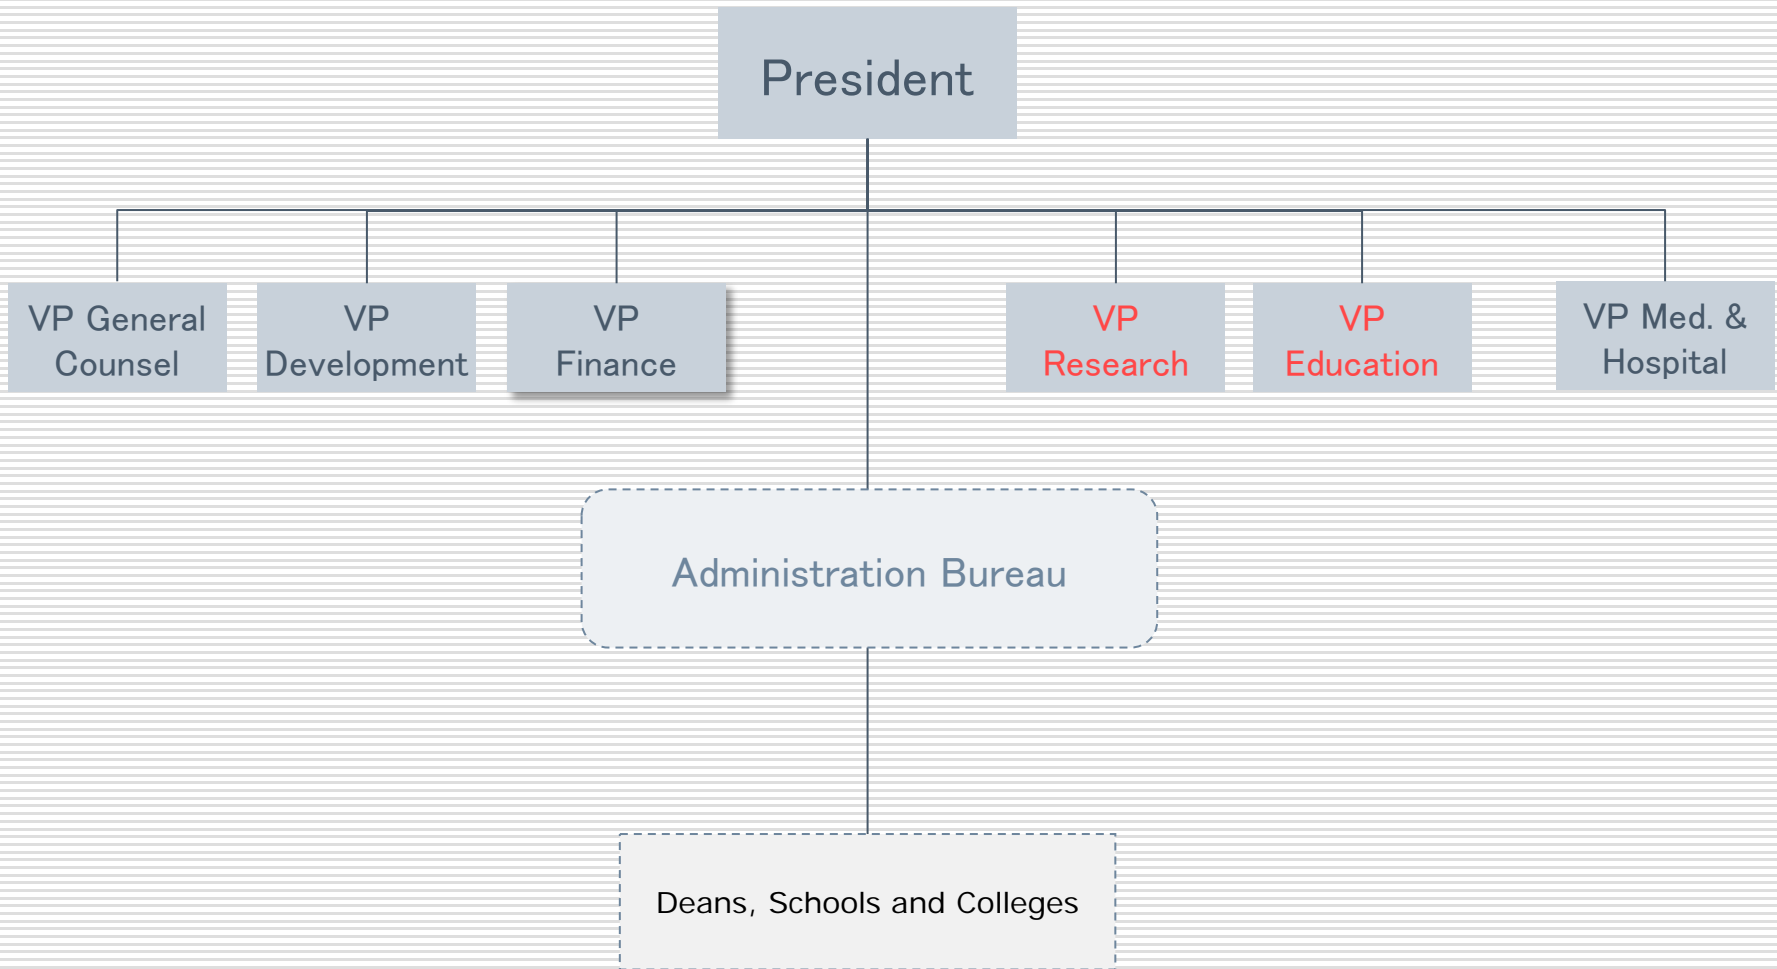 President
VP General
Counsel
VP
Development
VP
Finance
VP
Research
VP
Education
VP Med. &
Hospital
Administration Bureau
Deans, Schools and Colleges